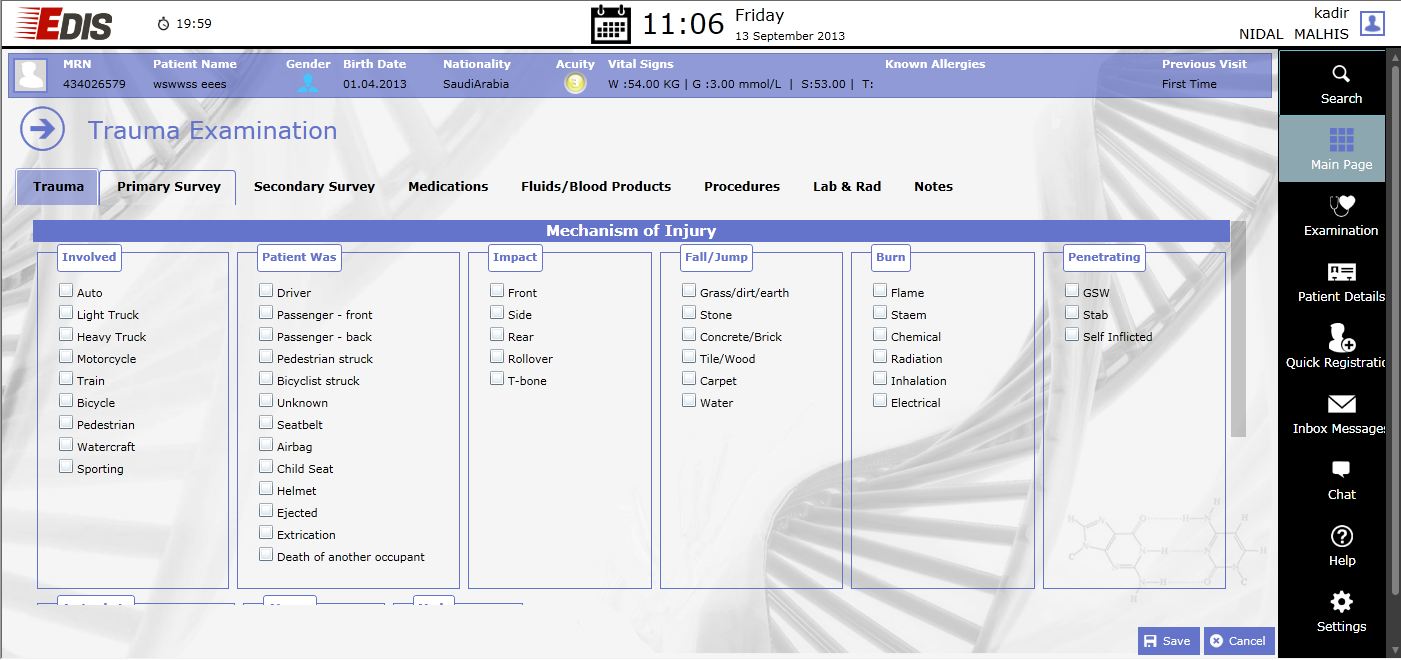 EDIS
19:59
11:06
Friday
13 September 2013
kadir
NIDAL MALHIS
MRN
434026579
Patient Name
wswwss eees
Gender
Birth Date
01.04.2013
Nationality
SaudiArabia
Acuity
3
Vital Signs
W :54.00 KG | G :3.00 mmol/L | S:53.00 | T:
Known Allergies
Previous Visit
First Time
Trauma Examination
Trauma
Primary Survey
Secondary Survey
Medications
Fluids/Blood Products
Procedures
Lab & Rad
Notes
Mechanism of Injury
Involved
Auto
Light Truck
Heavy Truck
Motorcycle
Train
Bicycle
Pedestrian
Watercraft
Sporting
Patient Was
Driver
Passenger - front
Passenger - back
Pedestrian struck
Bicyclist struck
Unknown
Seatbelt
Airbag
Child Seat
Helmet
Ejected
Extrication
Death of another occupant
Impact
Front
Side
Rear
Rollover
T-bone
Fall/Jump
Grass/dirt/earth
Stone
Concrete/Brick
Tile/Wood
Carpet
Water
Burn
Flame
Staem
Chemical
Radiation
Inhalation
Electrical
Penetrating
GSW
Stab
Self Inflicted
Save
Cancel
Search
Main Page
Examination
Patient Details
Quick Registratio
Inbox Messages
Chat
Help
Settings